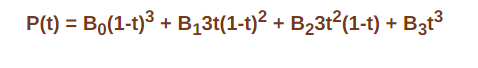 P(t) = B₀(1-t)³ + B₁3t(1-t)² + B₂3t²(1-t) + B₃t³